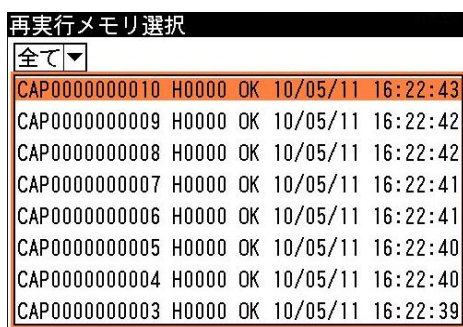 再実行メモリ選択
全て▼
CAP0000000010 H0000 OK 10/05/11 16:22:43
CAP0000000009 H0000 OK 10/05/11 16:22:42
CAP0000000008 H0000 OK 10/05/11 16:22:42
CAP0000000007 H0000 OK 10/05/11 16:22:41
CAP0000000006 H0000 OK 10/05/11 16:22:41
CAP0000000005 H0000 OK 10/05/11 16:22:40
CAP0000000004 H0000 OK 10/05/11 16:22:40
CAP0000000003 H0000 OK 10/05/11 16:22:39